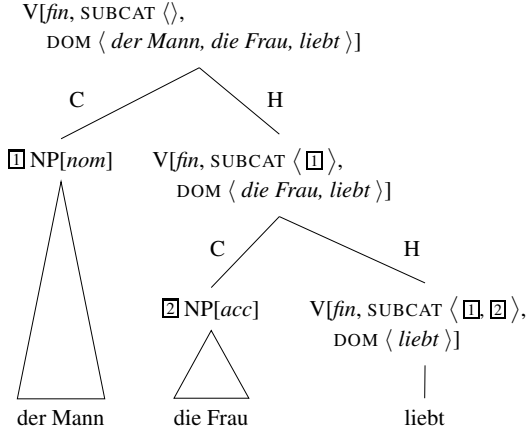 V[fin, SUBCAT ⟨⟩,
DOM ⟨ der Mann, die Frau, liebt ⟩]
C H
1 NP[nom] V[fin, SUBCAT ⟨ 1 ⟩,
DOM ⟨ die Frau, liebt ⟩]
C H
2 NP[acc] V[fin, SUBCAT ⟨ 1, 2 ⟩,
DOM ⟨ liebt ⟩]
der Mann die Frau liebt